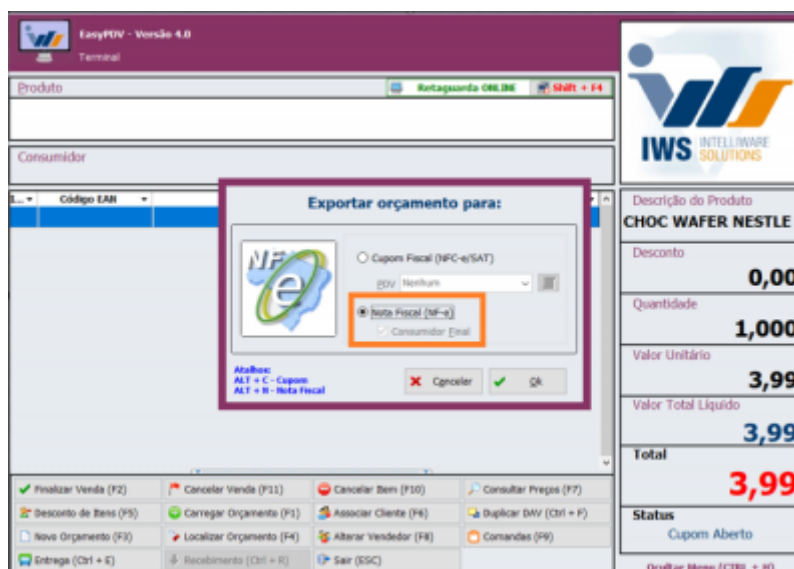 EasyPDV - Versão 4.0
Terminal
Produto
Retaguarda ONLINE
Shift + F4
Consumidor
I...
Código EAN
Exportar orçamento para:
NF
e
Cupom Fiscal (NFC-e/SAT)
PDV
Nenhum
Nota Fiscal (NF-e)
Consumidor Final
Atalhos:
ALT + C - Cupom
ALT + N - Nota Fiscal
Cancelar
Ok
Finalizar Venda (F2)
Cancelar Venda (F11)
Cancelar Item (F10)
Consultar Preços (F7)
Desconto de Itens (F5)
Carregar Orçamento (F1)
Associar Cliente (F6)
Duplicar DAV (Ctrl + F)
Novo Orçamento (F3)
Localizar Orçamento (F4)
Alterar Vendedor (F8)
Comandas (F9)
Entrega (Ctrl + E)
Recebimento (Ctrl + R)
Sair (ESC)
IWS INTELLIWARE
SOLUTIONS
Descrição do Produto
CHOC WAFER NESTLE
Desconto
0,00
Quantidade
1,000
Valor Unitário
3,99
Valor Total Líquido
3,99
Total
3,99
Status
Cupom Aberto
Ocultar Menu (CTRL + H)